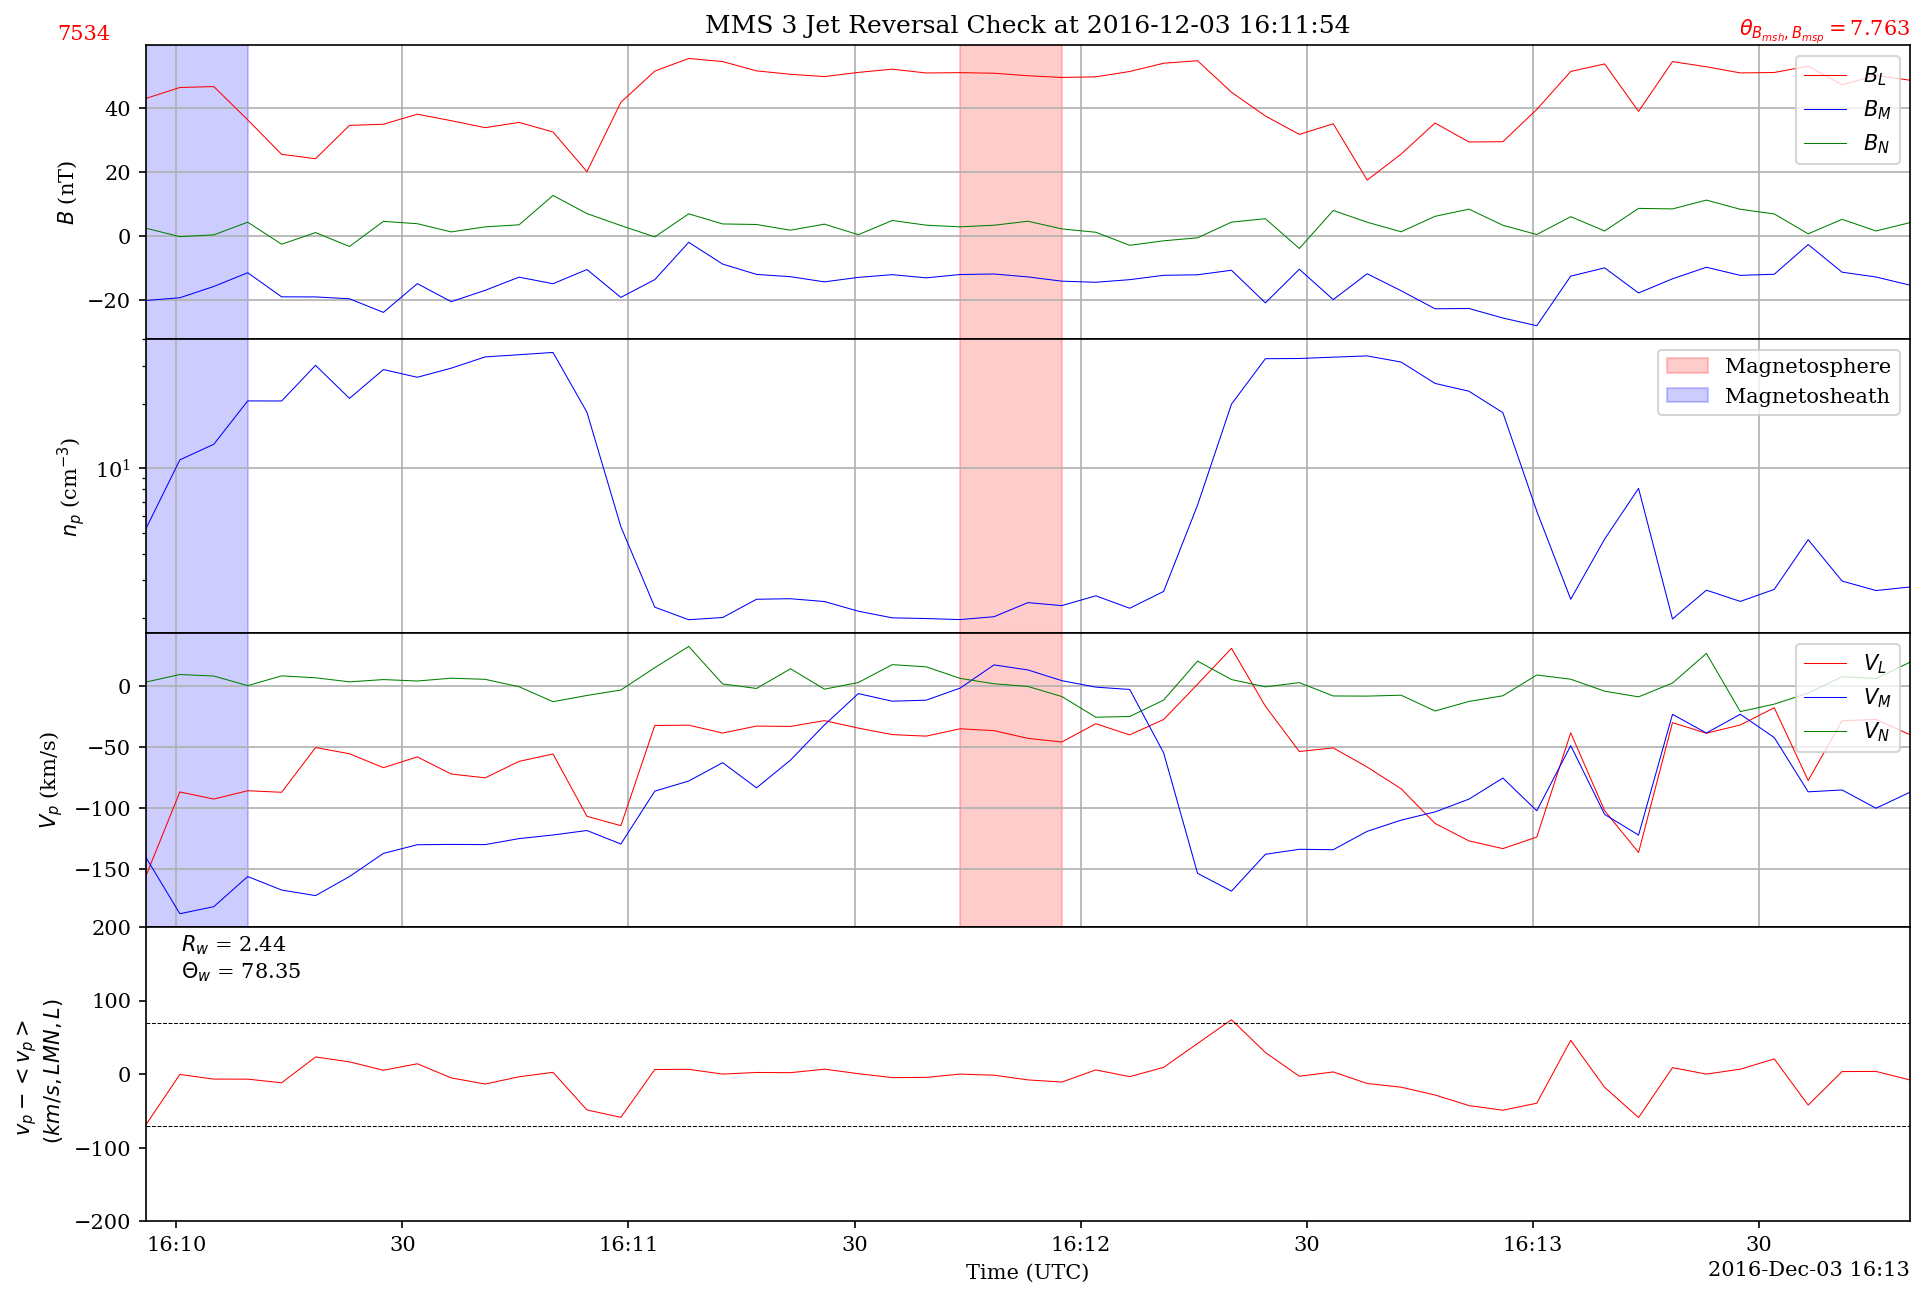 MMS 3 Jet Reversal Check at 2016-12-03 16:11:54
7534
θ_{B_{msh}, B_{msp}} = 7.763
B (nT)
40
20
0
−20
B_L
B_M
B_N
n_p (cm^{−3})
10^1
Magnetosphere
Magnetosheath
V_p (km/s)
0
−50
−100
−150
V_L
V_M
V_N
v_p − < v_p >
(km/s, LMN, L)
200
100
0
−100
−200
R_w = 2.44
Θ_w = 78.35
16:10 30 16:11 30 16:12 30 16:13 30
Time (UTC)
2016-Dec-03 16:13